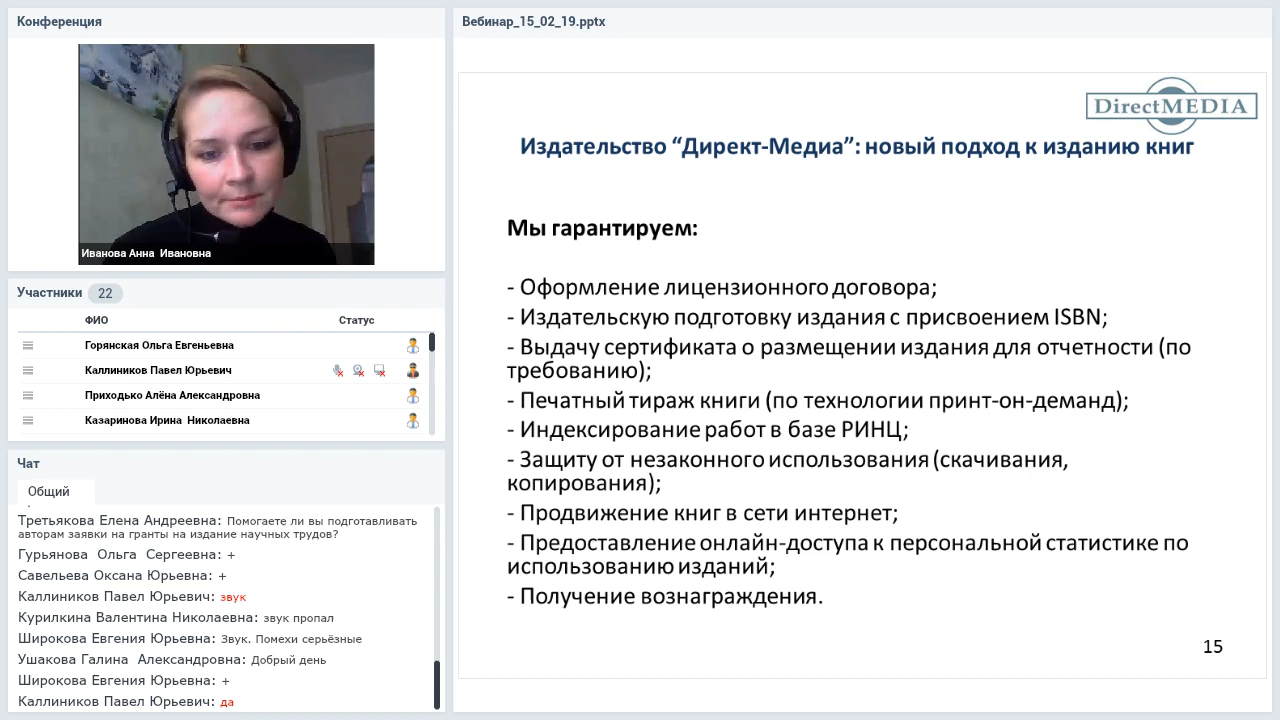 Конференция
Иванова Анна  Ивановна
Участники 22
ФИО Статус
Горянская Ольга Евгеньевна
Каллиников Павел Юрьевич
Приходько Алёна Александровна
Казаринова Ирина  Николаевна
Чат
Общий
Третьякова Елена Андреевна: Помогаете ли вы подготавливать
авторам заявки на гранты на издание научных трудов?
Гурьянова  Ольга  Сергеевна: +
Савельева Оксана Юрьевна: +
Каллиников Павел Юрьевич: звук
Курилкина Валентина Николаевна: звук пропал
Широкова Евгения Юрьевна: Звук. Помехи серьёзные
Ушакова Галина  Александровна: Добрый день
Широкова Евгения Юрьевна: +
Каллиников Павел Юрьевич: да
Вебинар_15_02_19.pptx
DirectMEDIA
Издательство “Директ-Медиа”: новый подход к изданию книг
Мы гарантируем:
- Оформление лицензионного договора;
- Издательскую подготовку издания с присвоением ISBN;
- Выдачу сертификата о размещении издания для отчетности (по
требованию);
- Печатный тираж книги (по технологии принт-он-деманд);
- Индексирование работ в базе РИНЦ;
- Защиту от незаконного использования (скачивания,
копирования);
- Продвижение книг в сети интернет;
- Предоставление онлайн-доступа к персональной статистике по
использованию изданий;
- Получение вознаграждения.
15